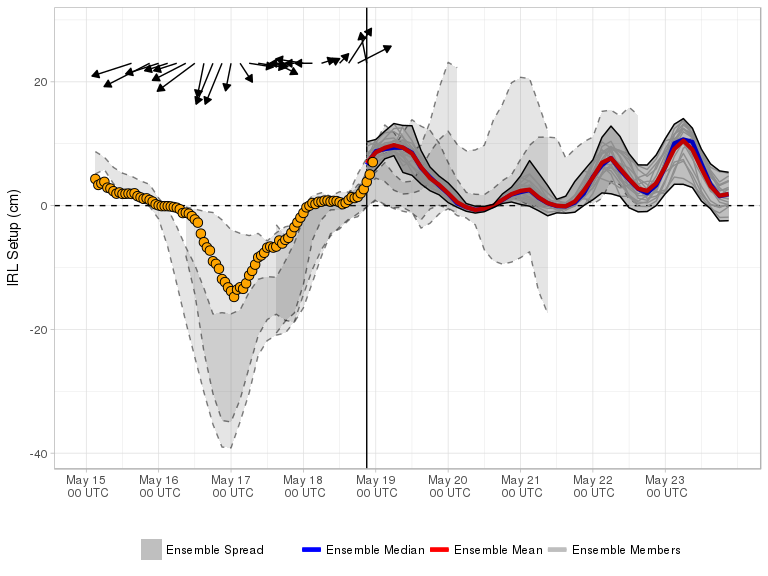 IRL Setup (cm)
20
0
-20
-40
May 15 May 16 May 17 May 18 May 19 May 20 May 21 May 22 May 23
00 UTC 00 UTC 00 UTC 00 UTC 00 UTC 00 UTC 00 UTC 00 UTC 00 UTC
Ensemble Spread Ensemble Median Ensemble Mean Ensemble Members